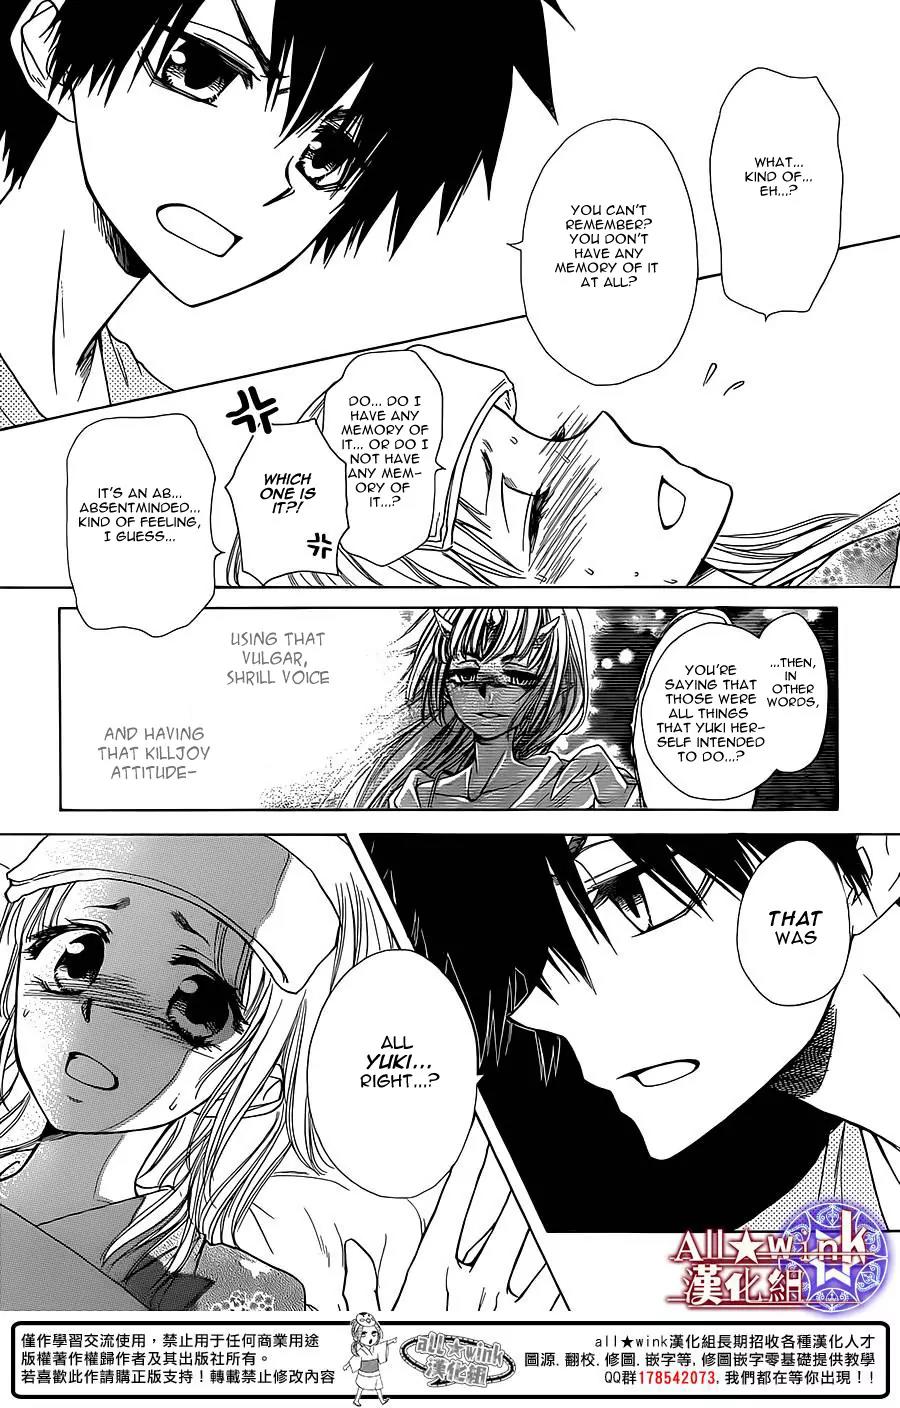 WHAT...
KIND OF...
EH...?
YOU CAN'T
REMEMBER?
YOU DON'T
HAVE ANY
MEMORY OF IT
AT ALL?
DO... DO I
HAVE ANY
MEMORY OF
IT... OR DO I
NOT HAVE
ANY MEM-
ORY OF
IT...?
WHICH
ONE IS
IT?!
IT'S AN AB...
ABSENTMINDED...
KIND OF FEELING,
I GUESS...
...THEN,
IN
OTHER
WORDS,
YOU'RE
SAYING THAT
THOSE WERE
ALL THINGS
THAT YUKI HER-
SELF INTENDED
TO DO...?
USING THAT
VULGAR,
SHRILL VOICE
AND HAVING
THAT KILLJOY
ATTITUDE-
THAT
WAS
ALL
YUKI...
RIGHT...?
All★wink
漢化組
僅作學習交流使用，禁止用于任何商業用途
版權著作權歸作者及其出版社所有。
若喜歡此作請購正版支持！轉載禁止修改內容
all★wink
漢化組
all★wink漢化組長期招收各種漢化人才
圖源. 翻校. 修圖. 嵌字等, 修圖嵌字零基礎提供教學
QQ群178542073, 我們都在等你出現！！